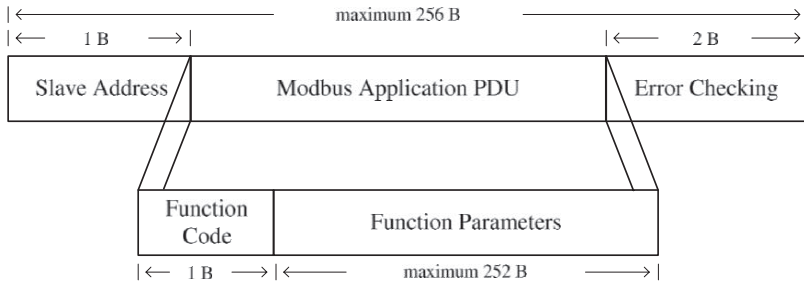 maximum 256 B
1 B
2 B
Slave Address
Modbus Application PDU
Error Checking
Function
Code
Function Parameters
1 B
maximum 252 B